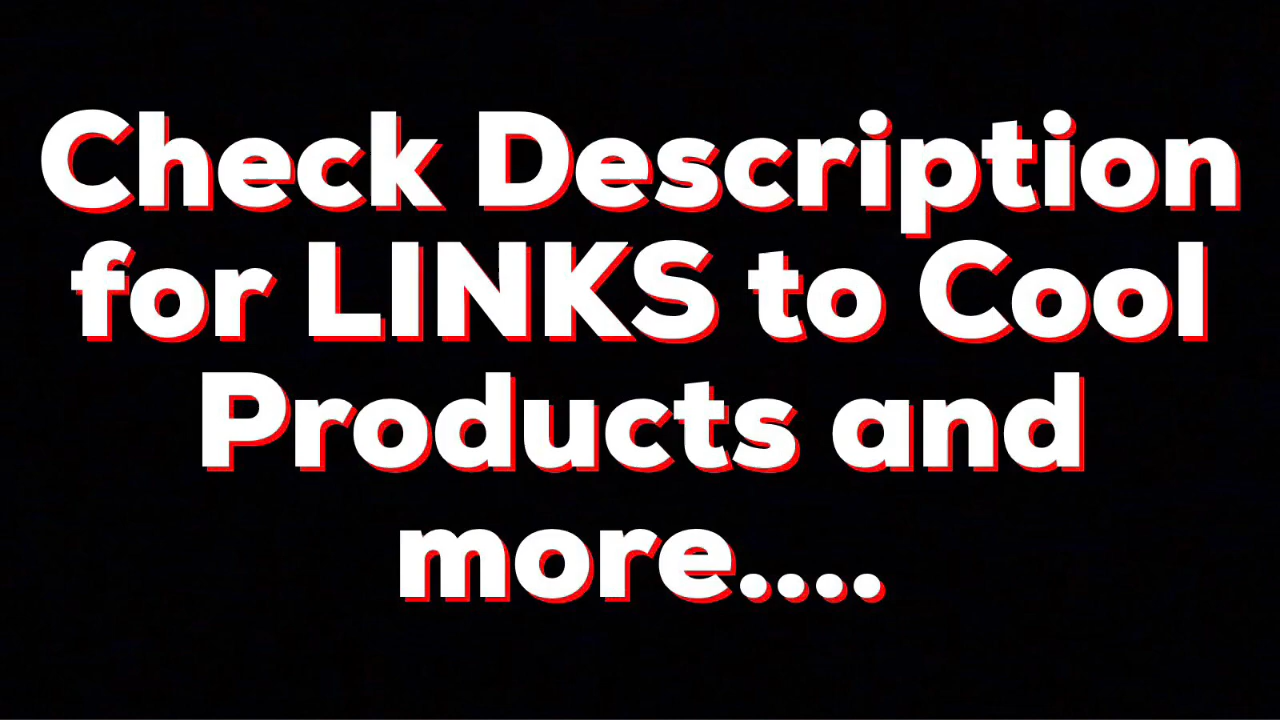 Check Description
for LINKS to Cool
Products and
more....